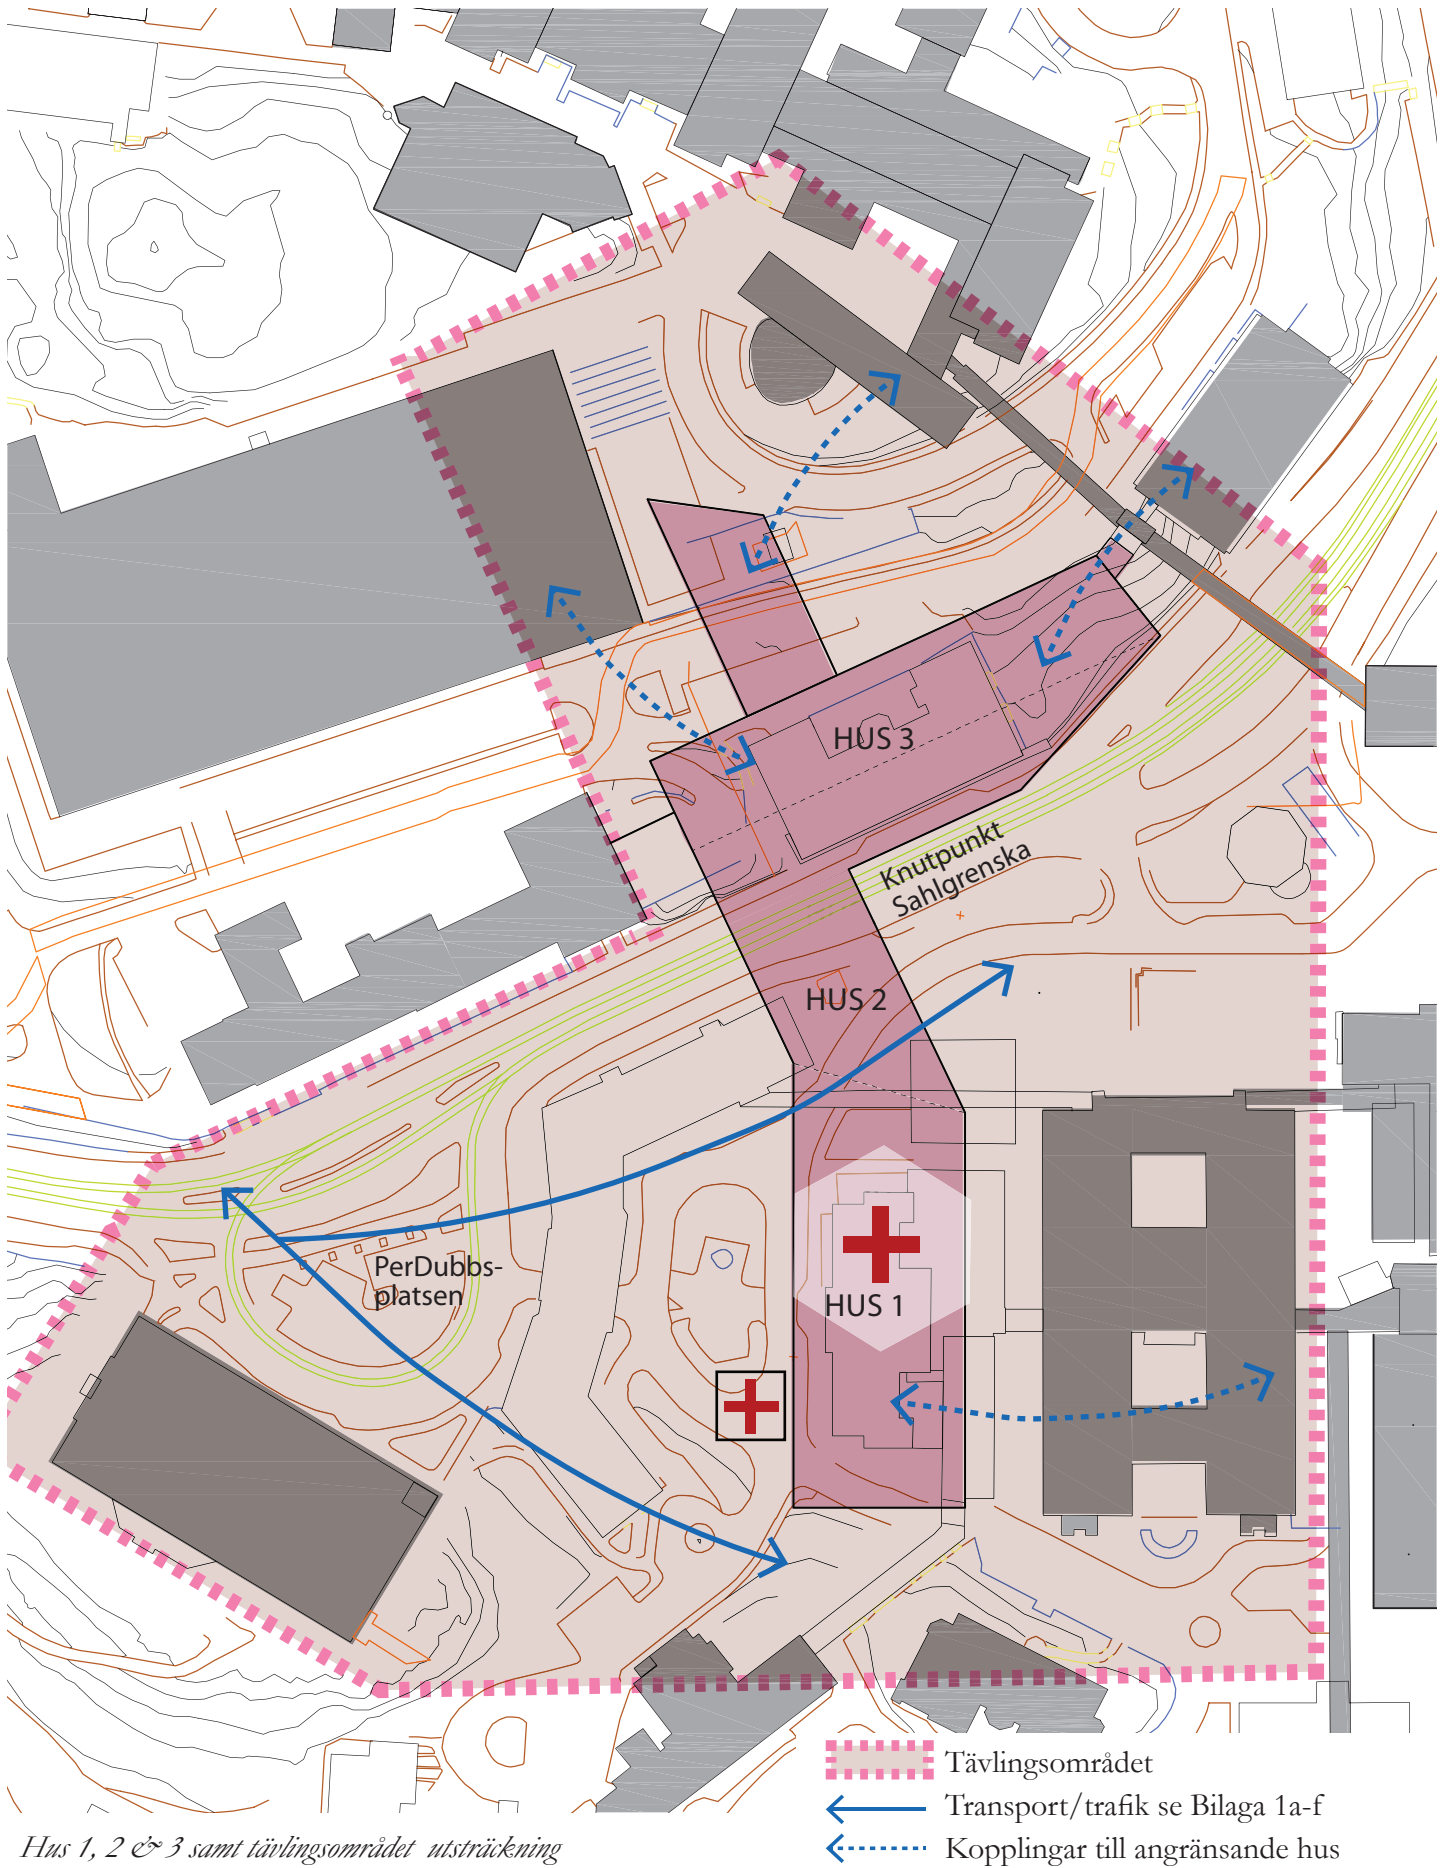 HUS 3
Knutpunkt
Sahlgrenska
HUS 2
PerDubbs-
platsen
HUS 1
Tävlingsområdet
Transport/trafik se Bilaga 1a-f
Kopplingar till angränsande hus
Hus 1, 2 & 3 samt tävlingsområdet utsträckning